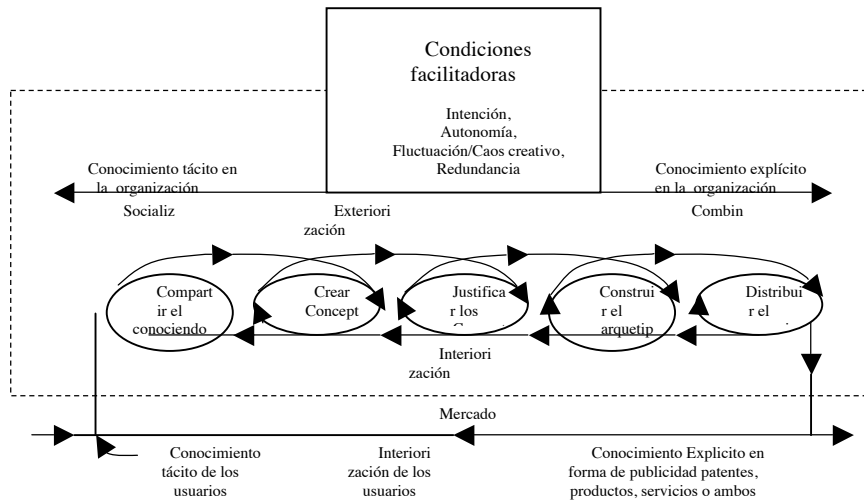 Condiciones
facilitadoras
Intención,
Autonomía,
Fluctuación/Caos creativo,
Redundancia
Conocimiento tácito en
la organización
Conocimiento explícito
en la organización
Socializ
Exteriori
zación
Combin
Compart
ir el
conociendo
Crear
Concept
Justifica
r los
Construi
r el
arquetip
Distribui
r el
Interiori
zación
Mercado
Conocimiento
tácito de los
usuarios
Interiori
zación de los
usuarios
Conocimiento Explicito en
forma de publicidad patentes,
productos, servicios o ambos